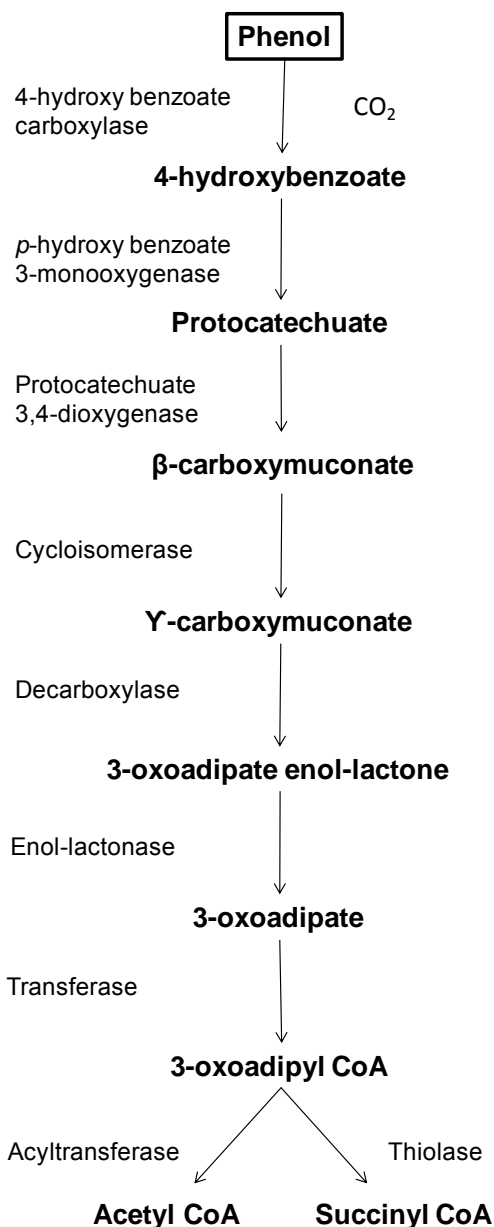 Phenol
4-hydroxy benzoate
carboxylase
CO₂
4-hydroxybenzoate
p-hydroxy benzoate
3-monooxygenase
Protocatechuate
Protocatechuate
3,4-dioxygenase
β-carboxymuconate
Cycloisomerase
ϒ-carboxymuconate
Decarboxylase
3-oxoadipate enol-lactone
Enol-lactonase
3-oxoadipate
Transferase
3-oxoadipyl CoA
Acyltransferase
Thiolase
Acetyl CoA
Succinyl CoA